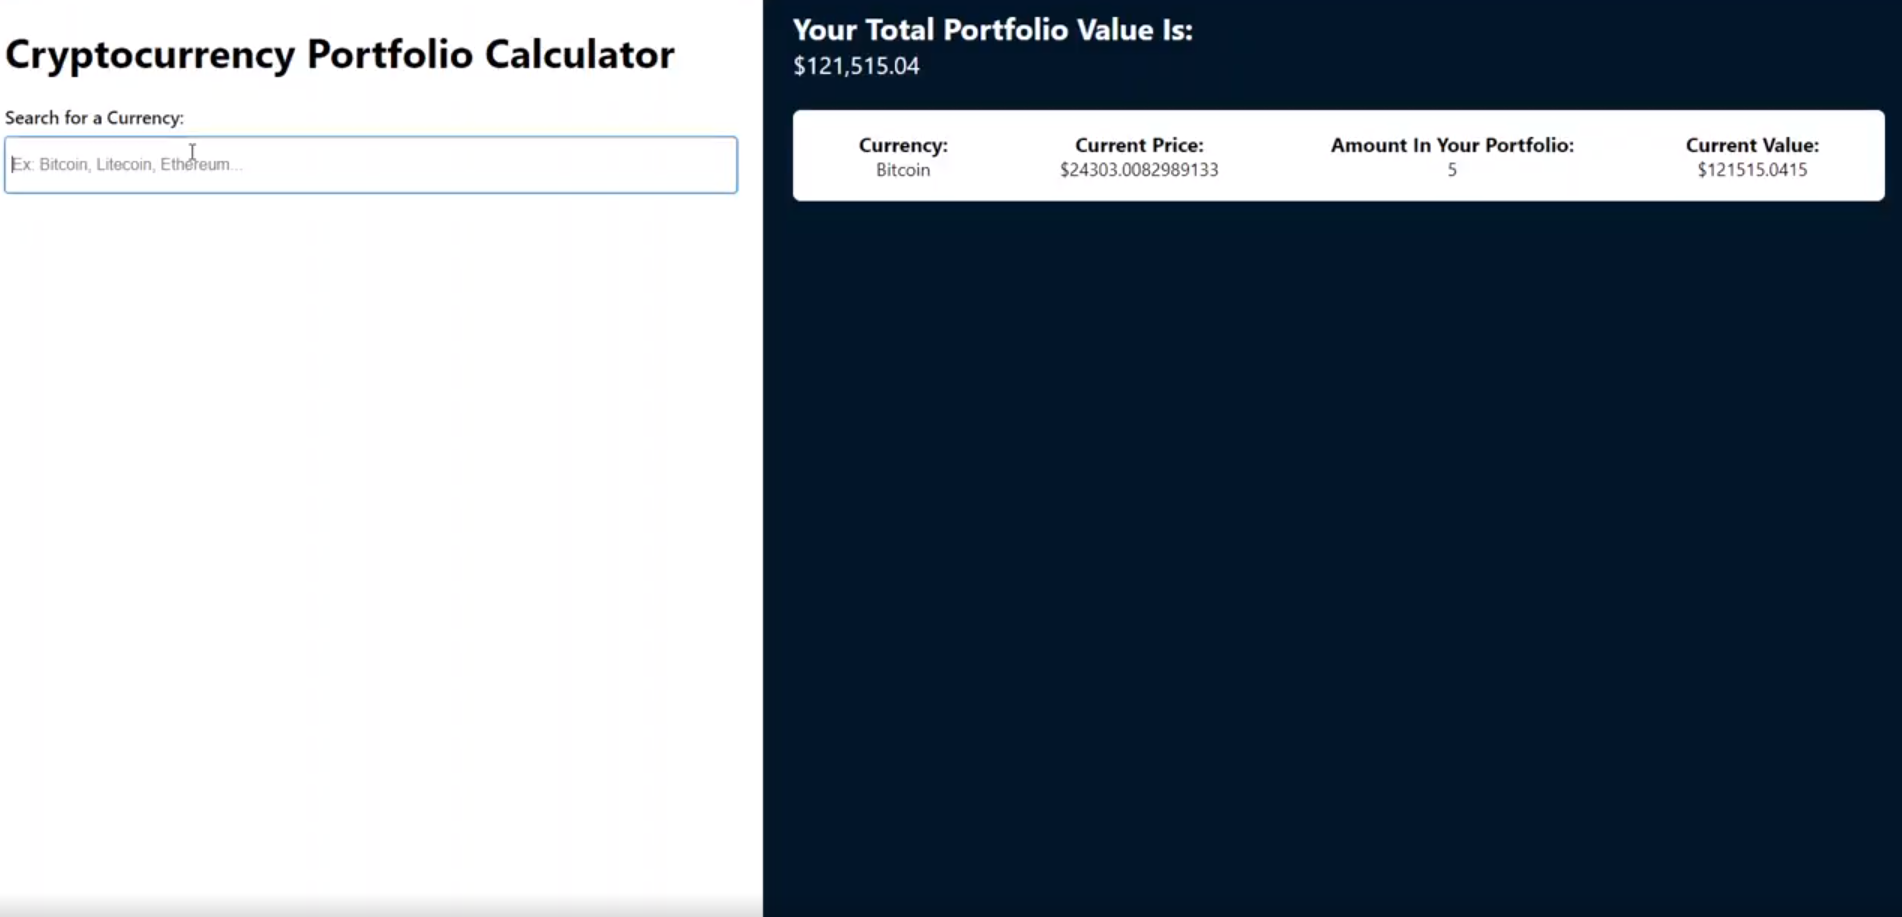 Cryptocurrency Portfolio Calculator
Search for a Currency:
Ex: Bitcoin, Litecoin, Ethereum...
Your Total Portfolio Value Is:
$121,515.04
Currency: Current Price: Amount In Your Portfolio: Current Value:
Bitcoin $24303.0082989133 5 $121515.0415